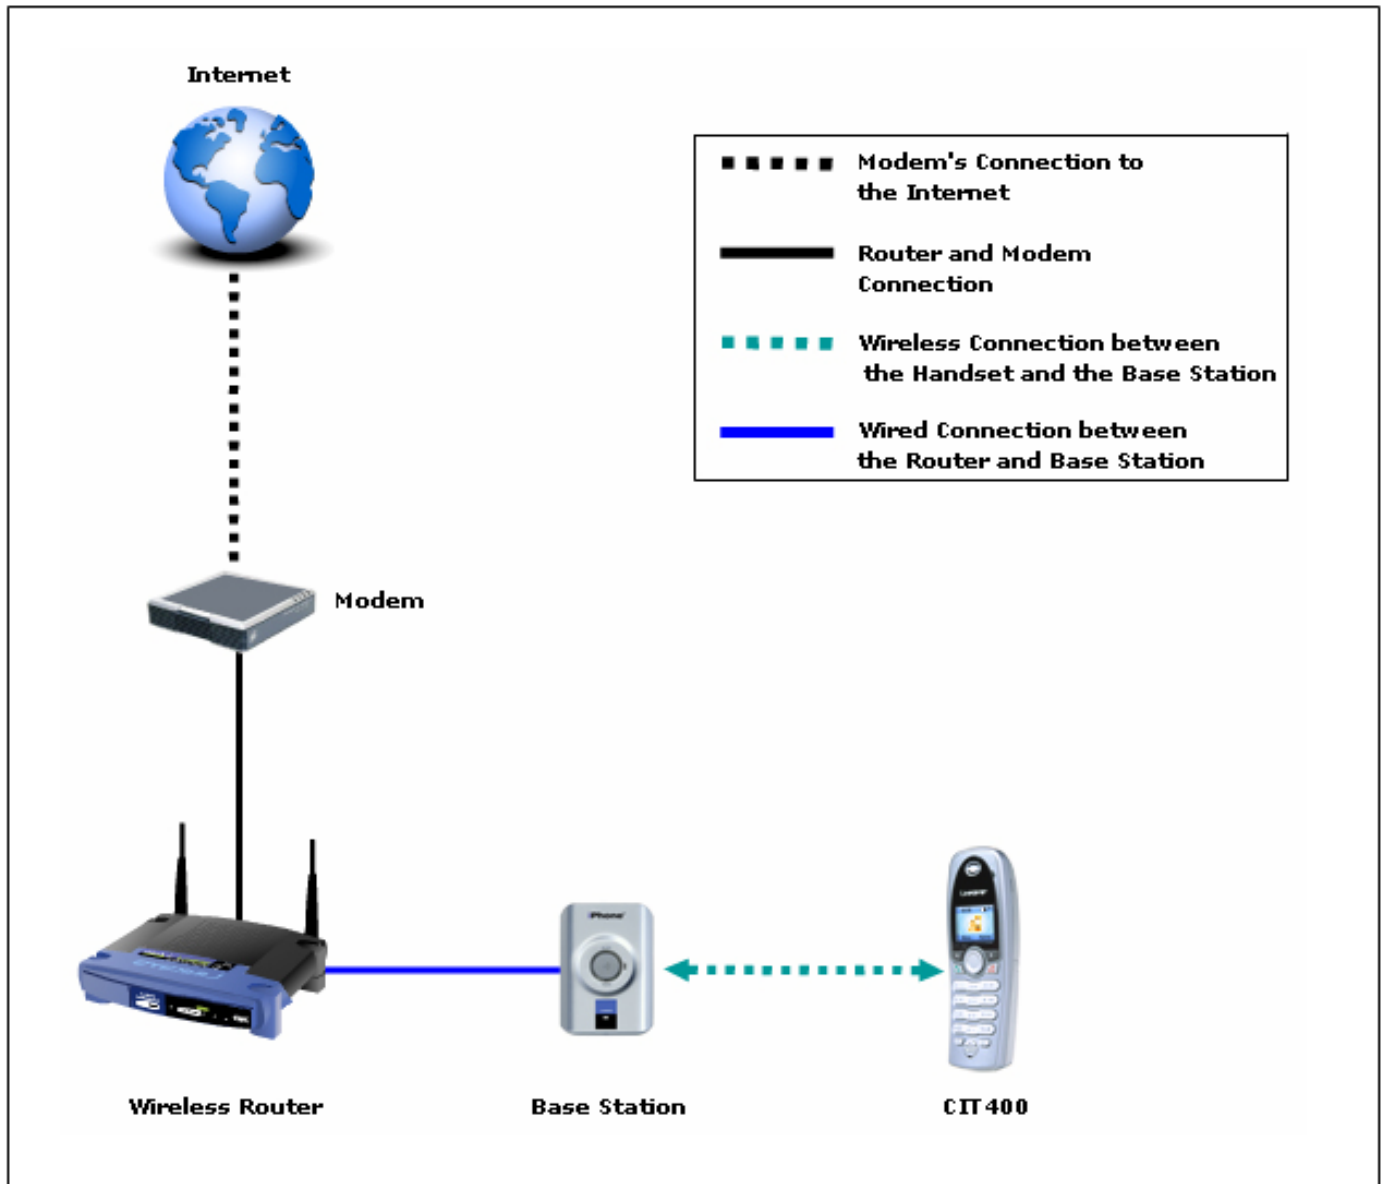 Internet
Modem's Connection to
the Internet
Router and Modem
Connection
Wireless Connection between
the Handset and the Base Station
Wired Connection between
the Router and Base Station
Modem
iPhone
Wireless Router
Base Station
CIT400